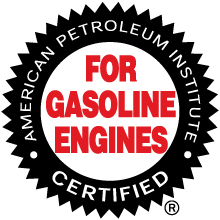 AMERICAN PETROLEUM INSTITUTE
FOR
GASOLINE
ENGINES
CERTIFIED
®